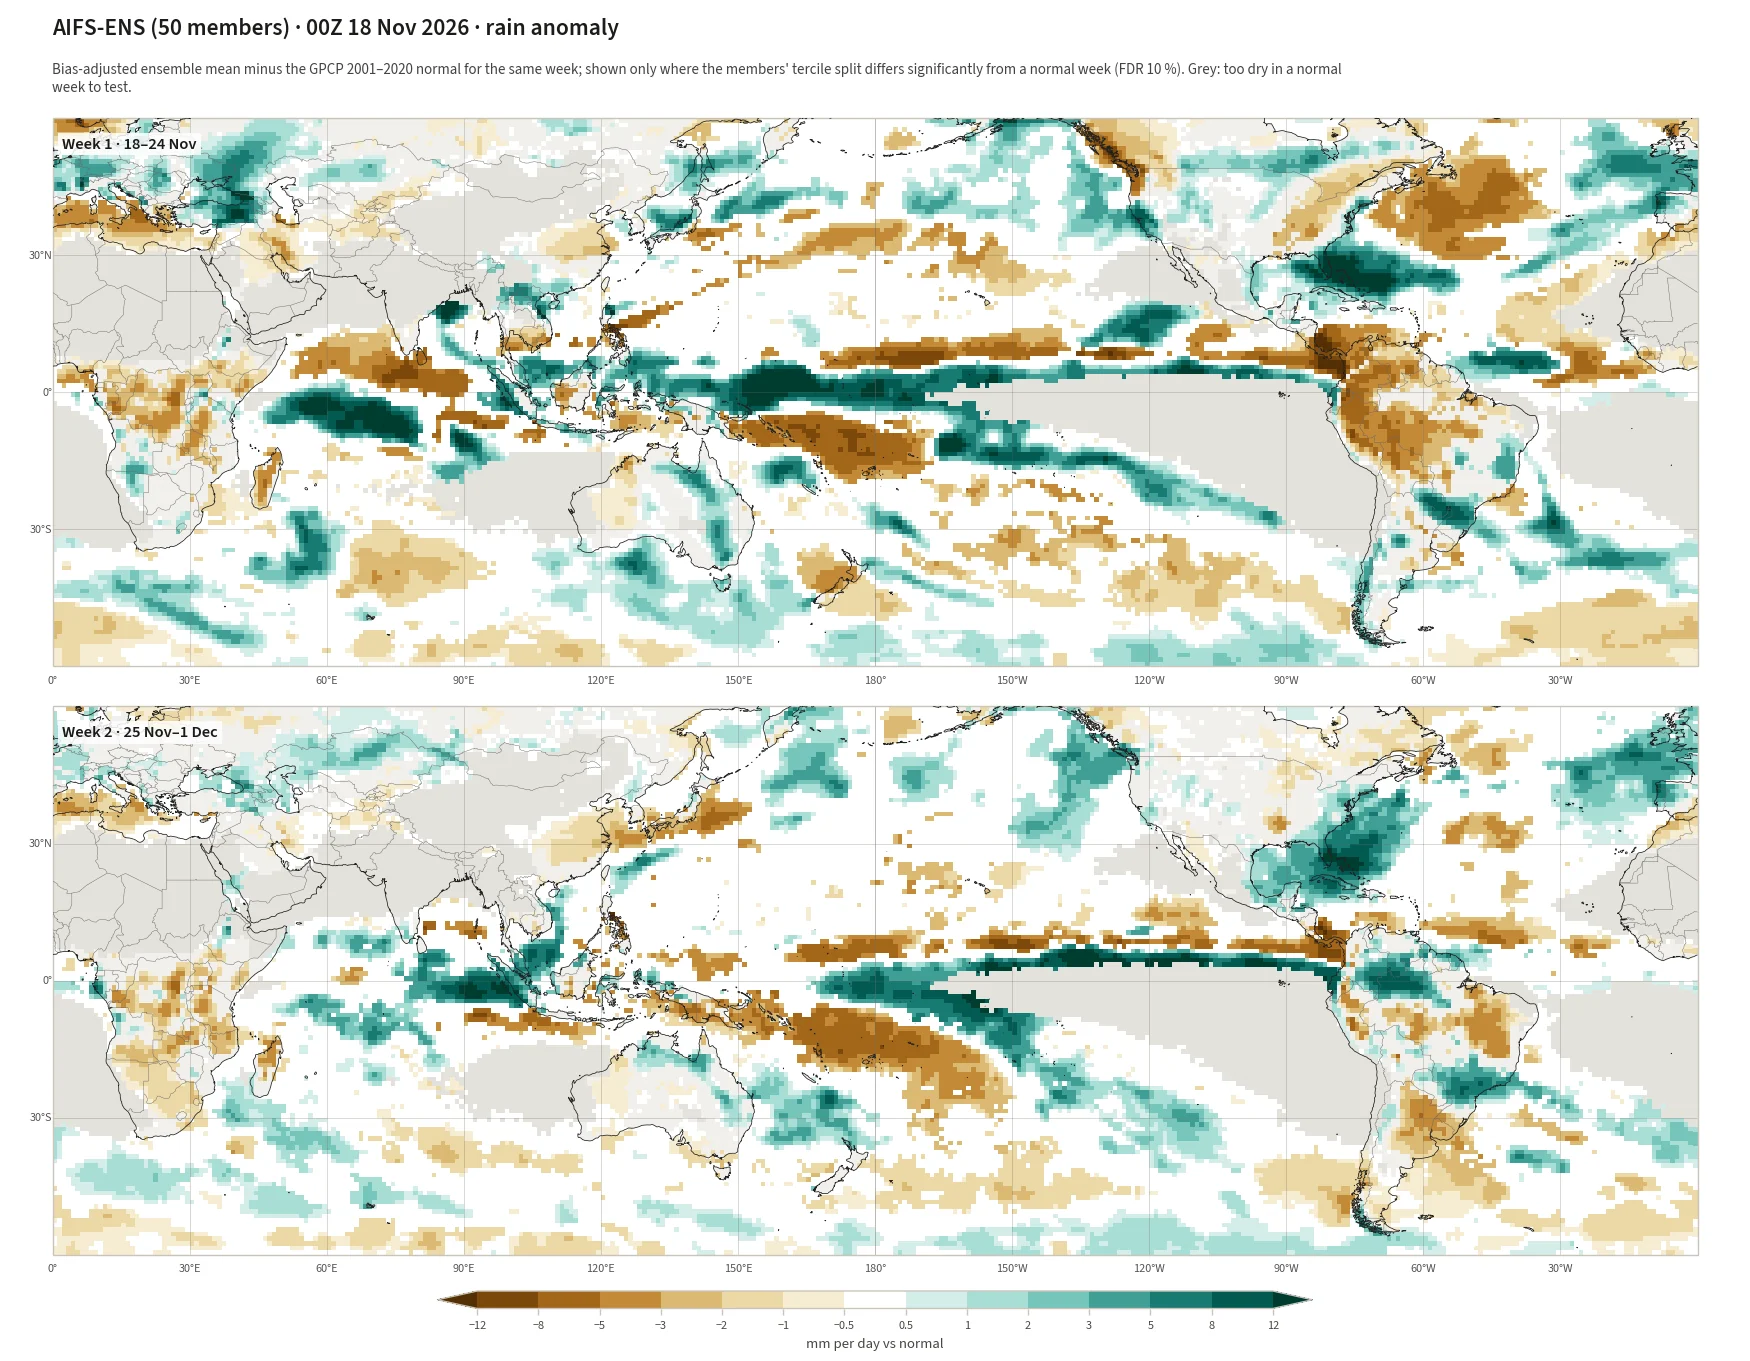 AIFS-ENS (50 members) · 00Z 18 Nov 2026 · rain anomaly
Bias-adjusted ensemble mean minus the GPCP 2001–2020 normal for the same week; shown only where the members' tercile split differs significantly from a normal week (FDR 10 %). Grey: too dry in a normal
week to test.
Week 1 · 18–24 Nov
30°N
0°
30°S
0° 30°E 60°E 90°E 120°E 150°E 180° 150°W 120°W 90°W 60°W 30°W
Week 2 · 25 Nov–1 Dec
30°N
0°
30°S
0° 30°E 60°E 90°E 120°E 150°E 180° 150°W 120°W 90°W 60°W 30°W
−12 −8 −5 −3 −2 −1 −0.5 0.5 1 2 3 5 8 12
mm per day vs normal